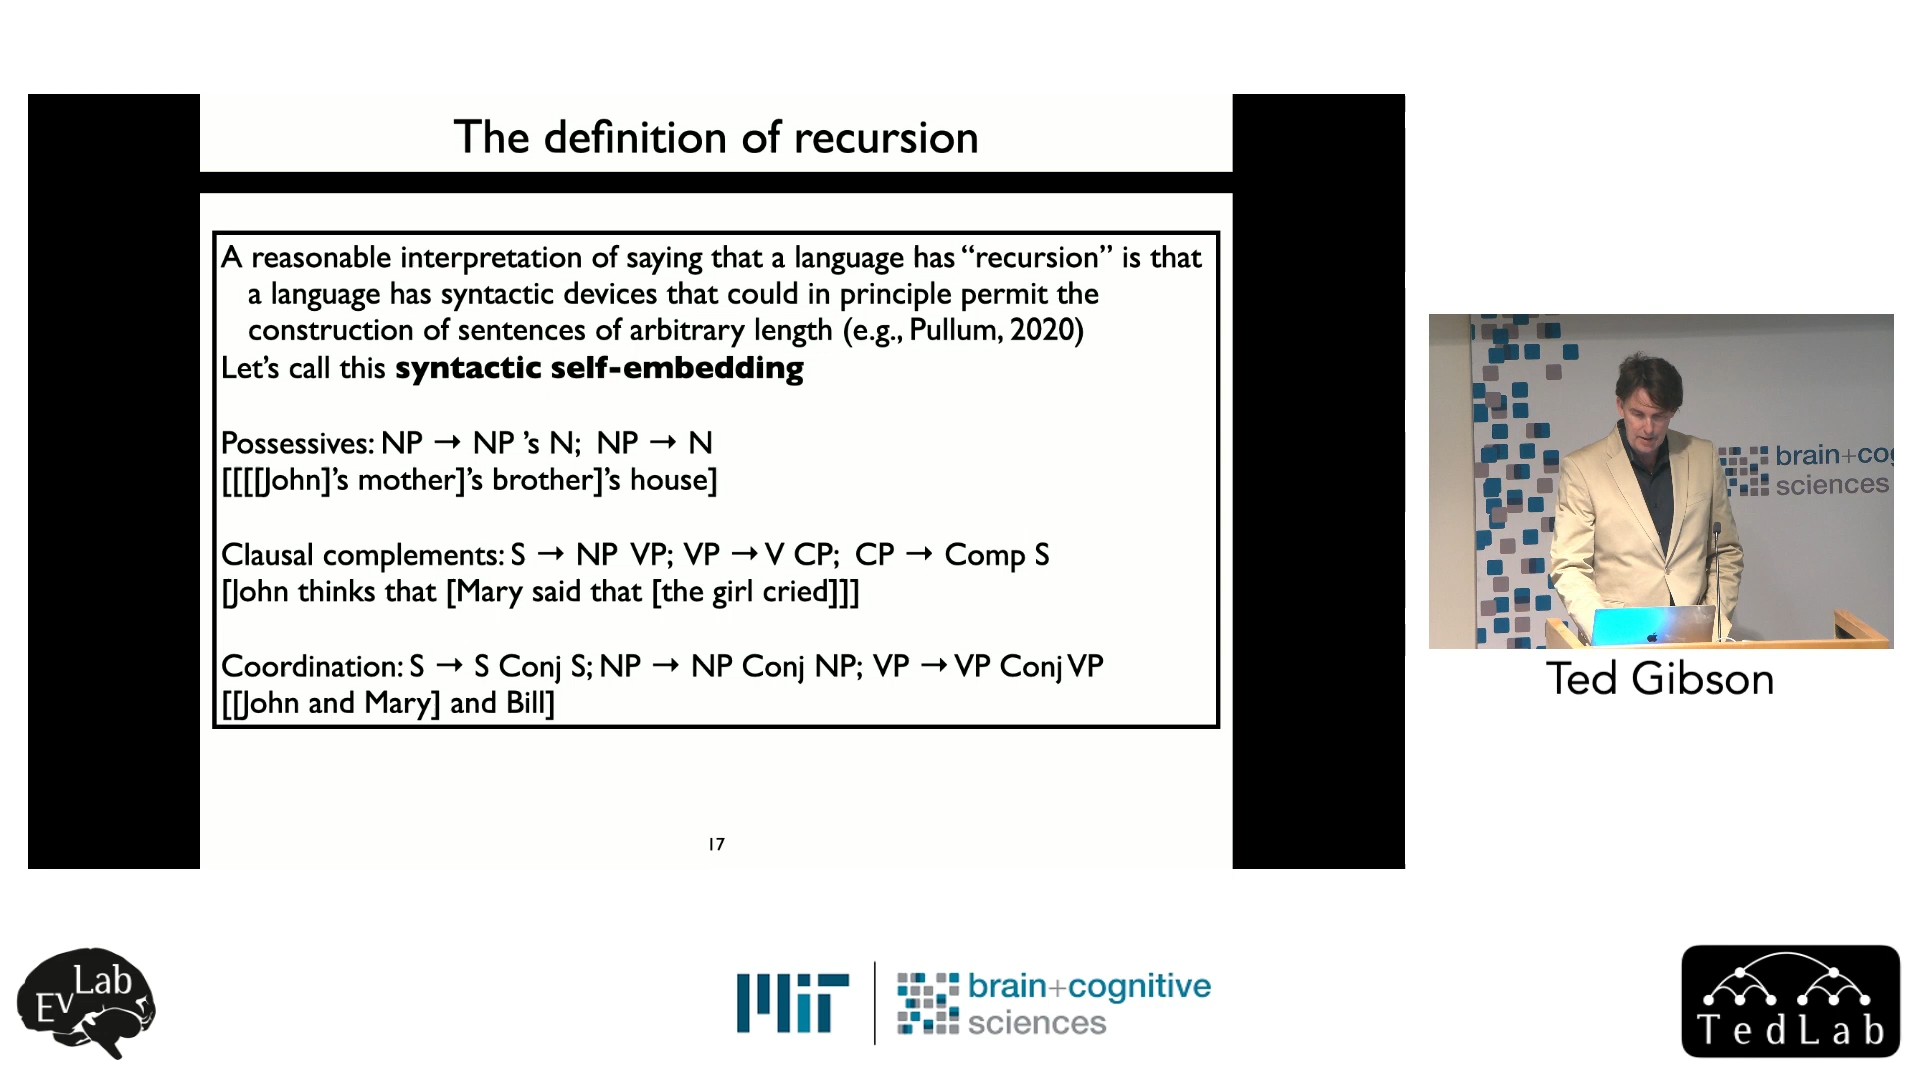 The definition of recursion
A reasonable interpretation of saying that a language has “recursion” is that
a language has syntactic devices that could in principle permit the
construction of sentences of arbitrary length (e.g., Pullum, 2020)
Let’s call this syntactic self-embedding
Possessives: NP → NP ’s N; NP → N
[[[[John]’s mother]’s brother]’s house]
Clausal complements: S → NP VP; VP → V CP; CP → Comp S
[John thinks that [Mary said that [the girl cried]]]
Coordination: S → S Conj S; NP → NP Conj NP; VP → VP Conj VP
[[John and Mary] and Bill]
17
brain+cog
sciences
Ted Gibson
EvLab
MIT
brain+cognitive
sciences
TedLab